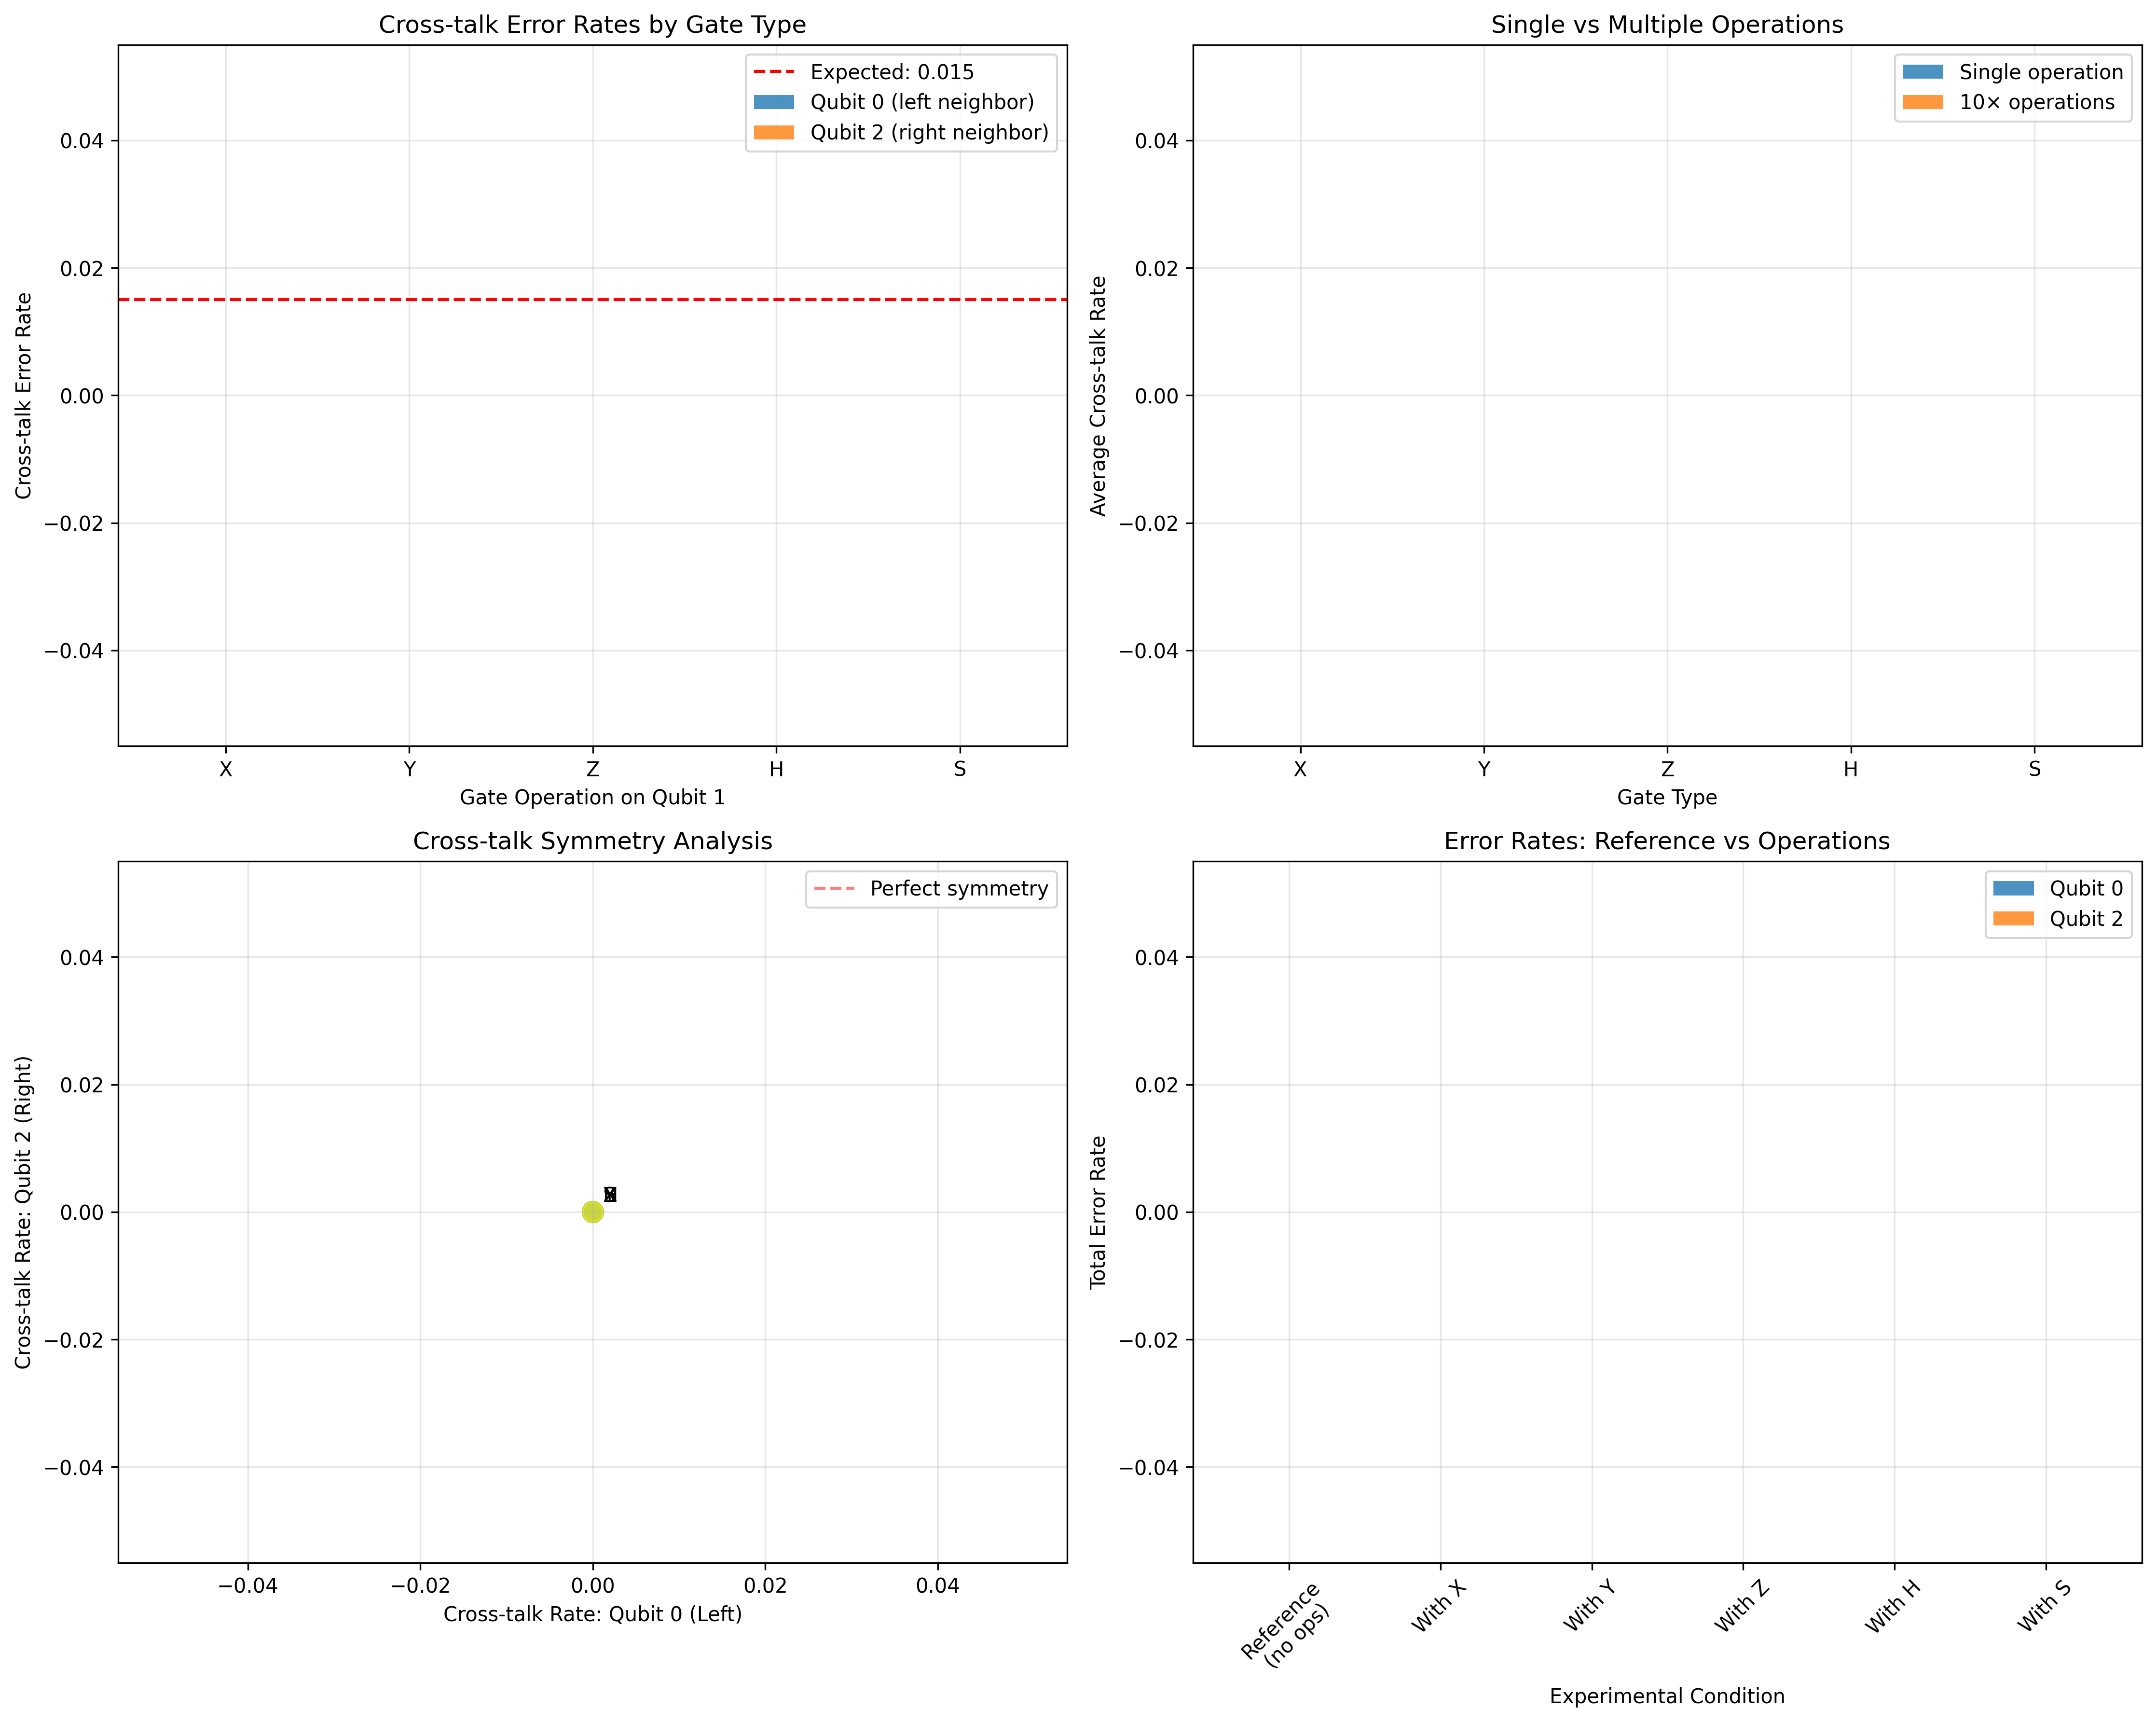 Cross-talk Error Rates by Gate Type
Expected: 0.015
Qubit 0 (left neighbor)
Qubit 2 (right neighbor)
Cross-talk Error Rate
0.04
0.02
0.00
−0.02
−0.04
X Y Z H S
Gate Operation on Qubit 1
Single vs Multiple Operations
Single operation
10× operations
Average Cross-talk Rate
0.04
0.02
0.00
−0.02
−0.04
X Y Z H S
Gate Type
Cross-talk Symmetry Analysis
Perfect symmetry
Cross-talk Rate: Qubit 2 (Right)
0.04
0.02
0.00
−0.02
−0.04
−0.04 −0.02 0.00 0.02 0.04
Cross-talk Rate: Qubit 0 (Left)
Error Rates: Reference vs Operations
Qubit 0
Qubit 2
Total Error Rate
0.04
0.02
0.00
−0.02
−0.04
Reference
(no ops)
With X
With Y
With Z
With H
With S
Experimental Condition